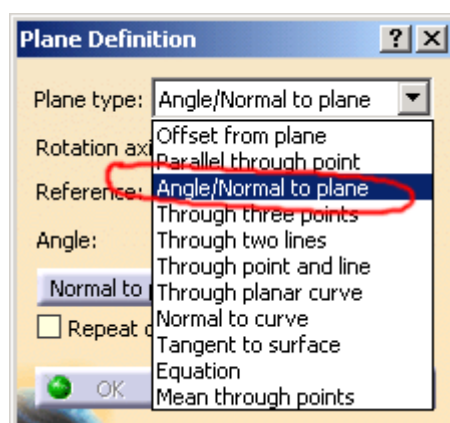 Plane Definition ? ×
Plane type: Angle/Normal to plane
Offset from plane
Rotation axi
Parallel through point
Reference: Angle/Normal to plane
Through three points
Angle: Through two lines
Through point and line
Normal to Through planar curve
Normal to curve
Repeat Tangent to surface
Equation
OK Mean through points